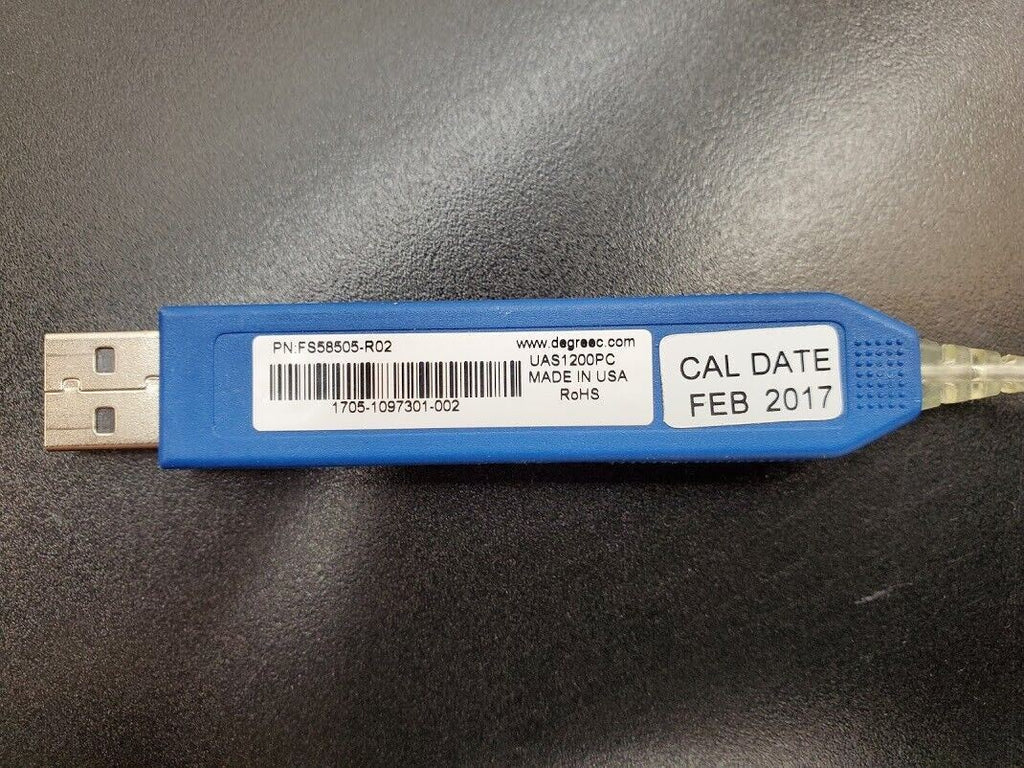 PN:FS58505-R02
1705-1097301-002
www.degreec.com
UAS1200PC
MADE IN USA
RoHS
CAL DATE
FEB 2017